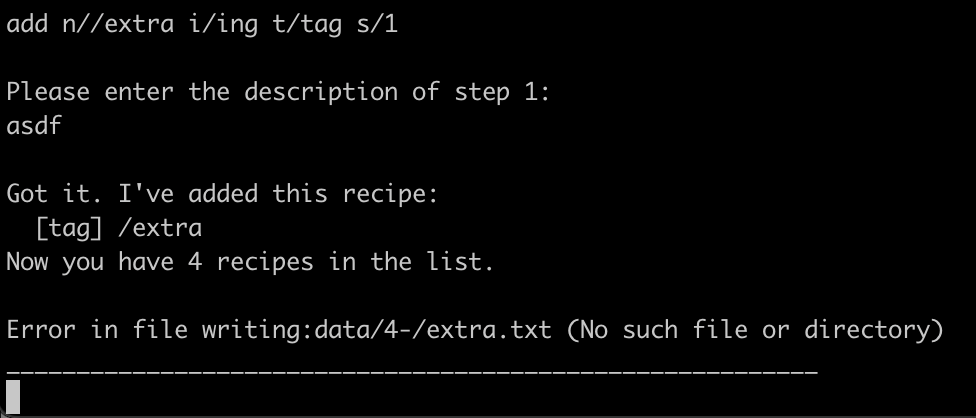 add n//extra i/ing t/tag s/1
Please enter the description of step 1:
asdf
Got it. I've added this recipe:
[tag] /extra
Now you have 4 recipes in the list.
Error in file writing:data/4-/extra.txt (No such file or directory)
__________________________________________________________